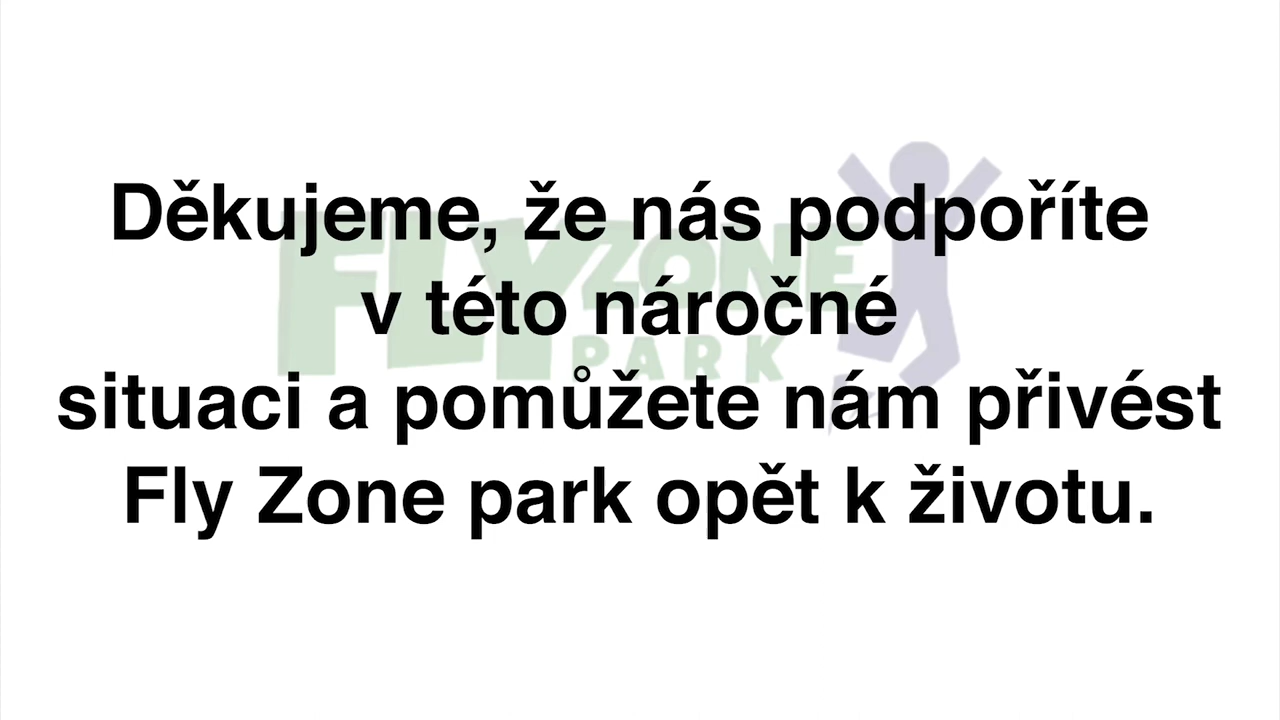 Děkujeme, že nás podpoříte
v této náročné
situaci a pomůžete nám přivést
Fly Zone park opět k životu.
FLY ZONE
PARK